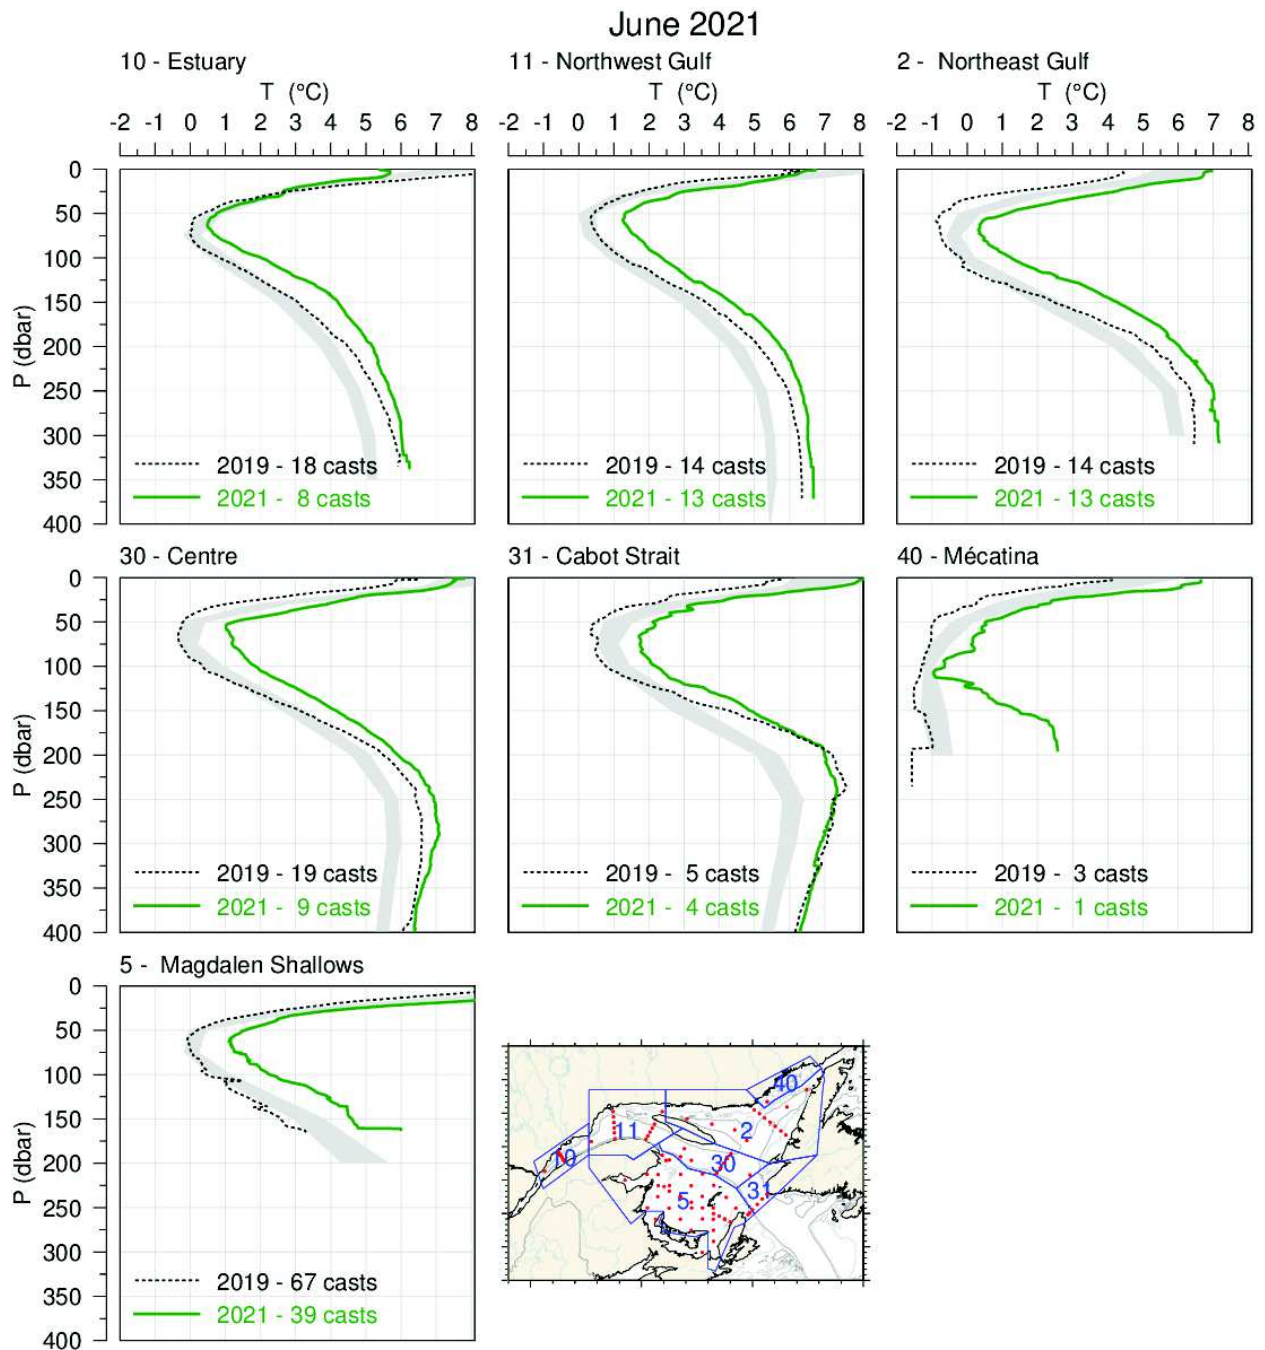 June 2021
10 - Estuary
11 - Northwest Gulf
2 - Northeast Gulf
T (°C)
T (°C)
T (°C)
-2 -1 0 1 2 3 4 5 6 7 8
-2 -1 0 1 2 3 4 5 6 7 8
-2 -1 0 1 2 3 4 5 6 7 8
P (dbar)
0
50
100
150
200
250
300
350
400
2019 - 18 casts
2021 - 8 casts
2019 - 14 casts
2021 - 13 casts
2019 - 14 casts
2021 - 13 casts
30 - Centre
31 - Cabot Strait
40 - Mécatina
P (dbar)
0
50
100
150
200
250
300
350
400
2019 - 19 casts
2021 - 9 casts
2019 - 5 casts
2021 - 4 casts
2019 - 3 casts
2021 - 1 casts
5 - Magdalen Shallows
P (dbar)
0
50
100
150
200
250
300
350
400
2019 - 67 casts
2021 - 39 casts
40
11
2
10
30
31
5